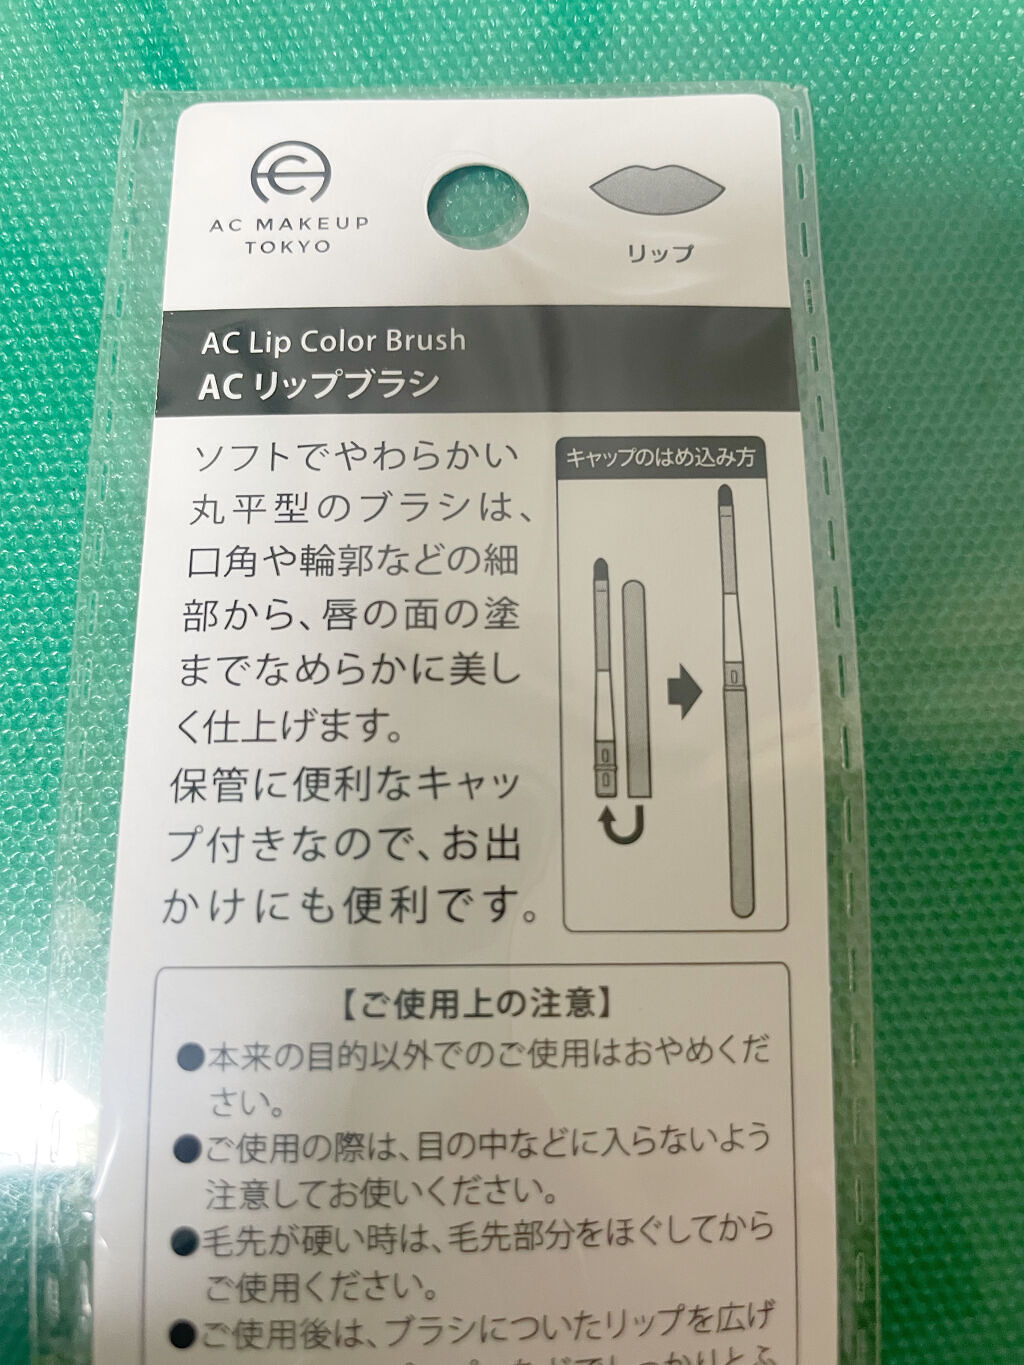 AC MAKEUP
TOKYO
リップ
AC Lip Color Brush
AC リップブラシ
ソフトでやわらかい
丸平型のブラシは、
口角や輪郭などの細
部から、唇の面の塗
までなめらかに美し
く仕上げます。
保管に便利なキャッ
プ付きなので、お出
かけにも便利です。
キャップのはめ込み方
【ご使用上の注意】
●本来の目的以外でのご使用はおやめくだ
さい。
●ご使用の際は、目の中などに入らないよう
注意してお使いください。
●毛先が硬い時は、毛先部分をほぐしてから
ご使用ください。
●ご使用後は、ブラシについたリップを広げ